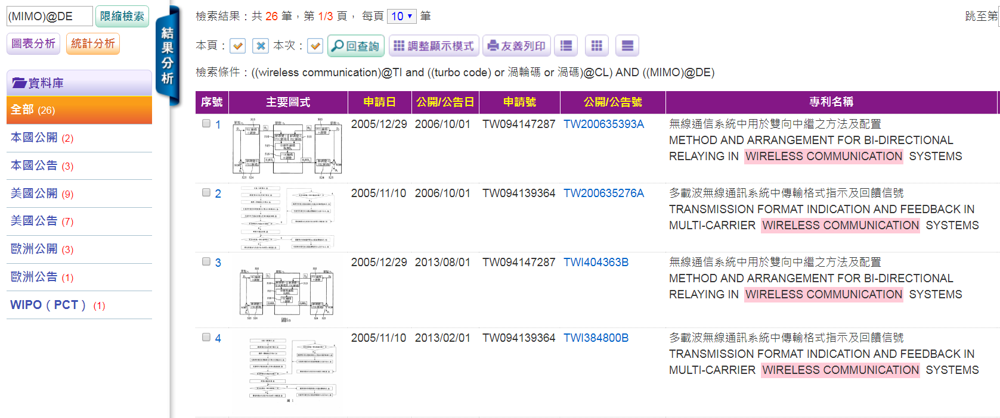 (MIMO)@DE 限縮檢索
圖表分析 統計分析
結果分析
資料庫
全部 (26)
本國公開 (2)
本國公告 (3)
美國公開 (9)
美國公告 (7)
歐洲公開 (3)
歐洲公告 (1)
WIPO ( PCT ) (1)
檢索結果：共 26 筆，第 1/3 頁， 每頁 10 筆
跳至第
本頁： 本次： 回查詢 調整顯示模式 友善列印
檢索條件：((wireless communication)@TI and ((turbo code) or 渦輪碼 or 渦碼)@CL) AND ((MIMO)@DE)
序號 主要圖式 申請日 公開/公告日 申請號 公開/公告號 專利名稱
1 2005/12/29 2006/10/01 TW094147287 TW200635393A 無線通信系統中用於雙向中繼之方法及配置
METHOD AND ARRANGEMENT FOR BI-DIRECTIONAL
RELAYING IN WIRELESS COMMUNICATION SYSTEMS
2 2005/11/10 2006/10/01 TW094139364 TW200635276A 多載波無線通訊系統中傳輸格式指示及回饋信號
TRANSMISSION FORMAT INDICATION AND FEEDBACK IN
MULTI-CARRIER WIRELESS COMMUNICATION SYSTEMS
3 2005/12/29 2013/08/01 TW094147287 TWI404363B 無線通信系統中用於雙向中繼之方法及配置
METHOD AND ARRANGEMENT FOR BI-DIRECTIONAL
RELAYING IN WIRELESS COMMUNICATION SYSTEMS
4 2005/11/10 2013/02/01 TW094139364 TWI384800B 多載波無線通訊系統中傳輸格式指示及回饋信號
TRANSMISSION FORMAT INDICATION AND FEEDBACK IN
MULTI-CARRIER WIRELESS COMMUNICATION SYSTEMS